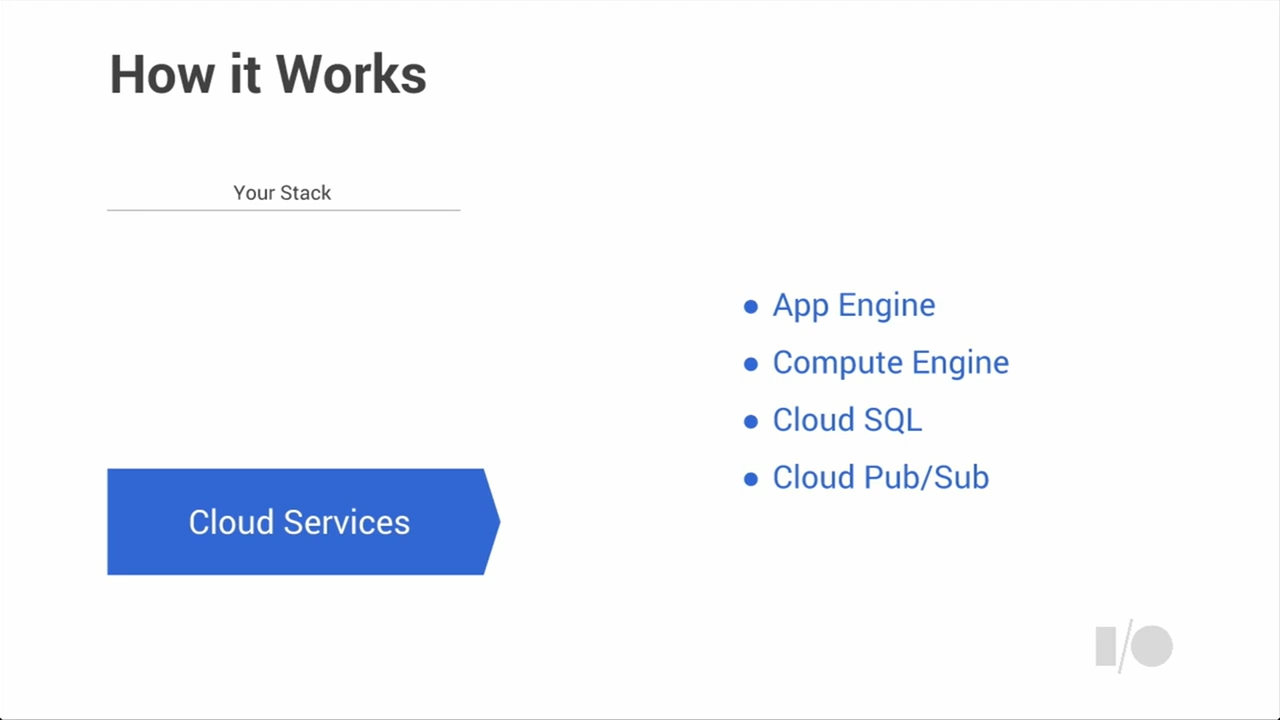 How it Works
Your Stack
● App Engine
● Compute Engine
● Cloud SQL
● Cloud Pub/Sub
Cloud Services
I/O